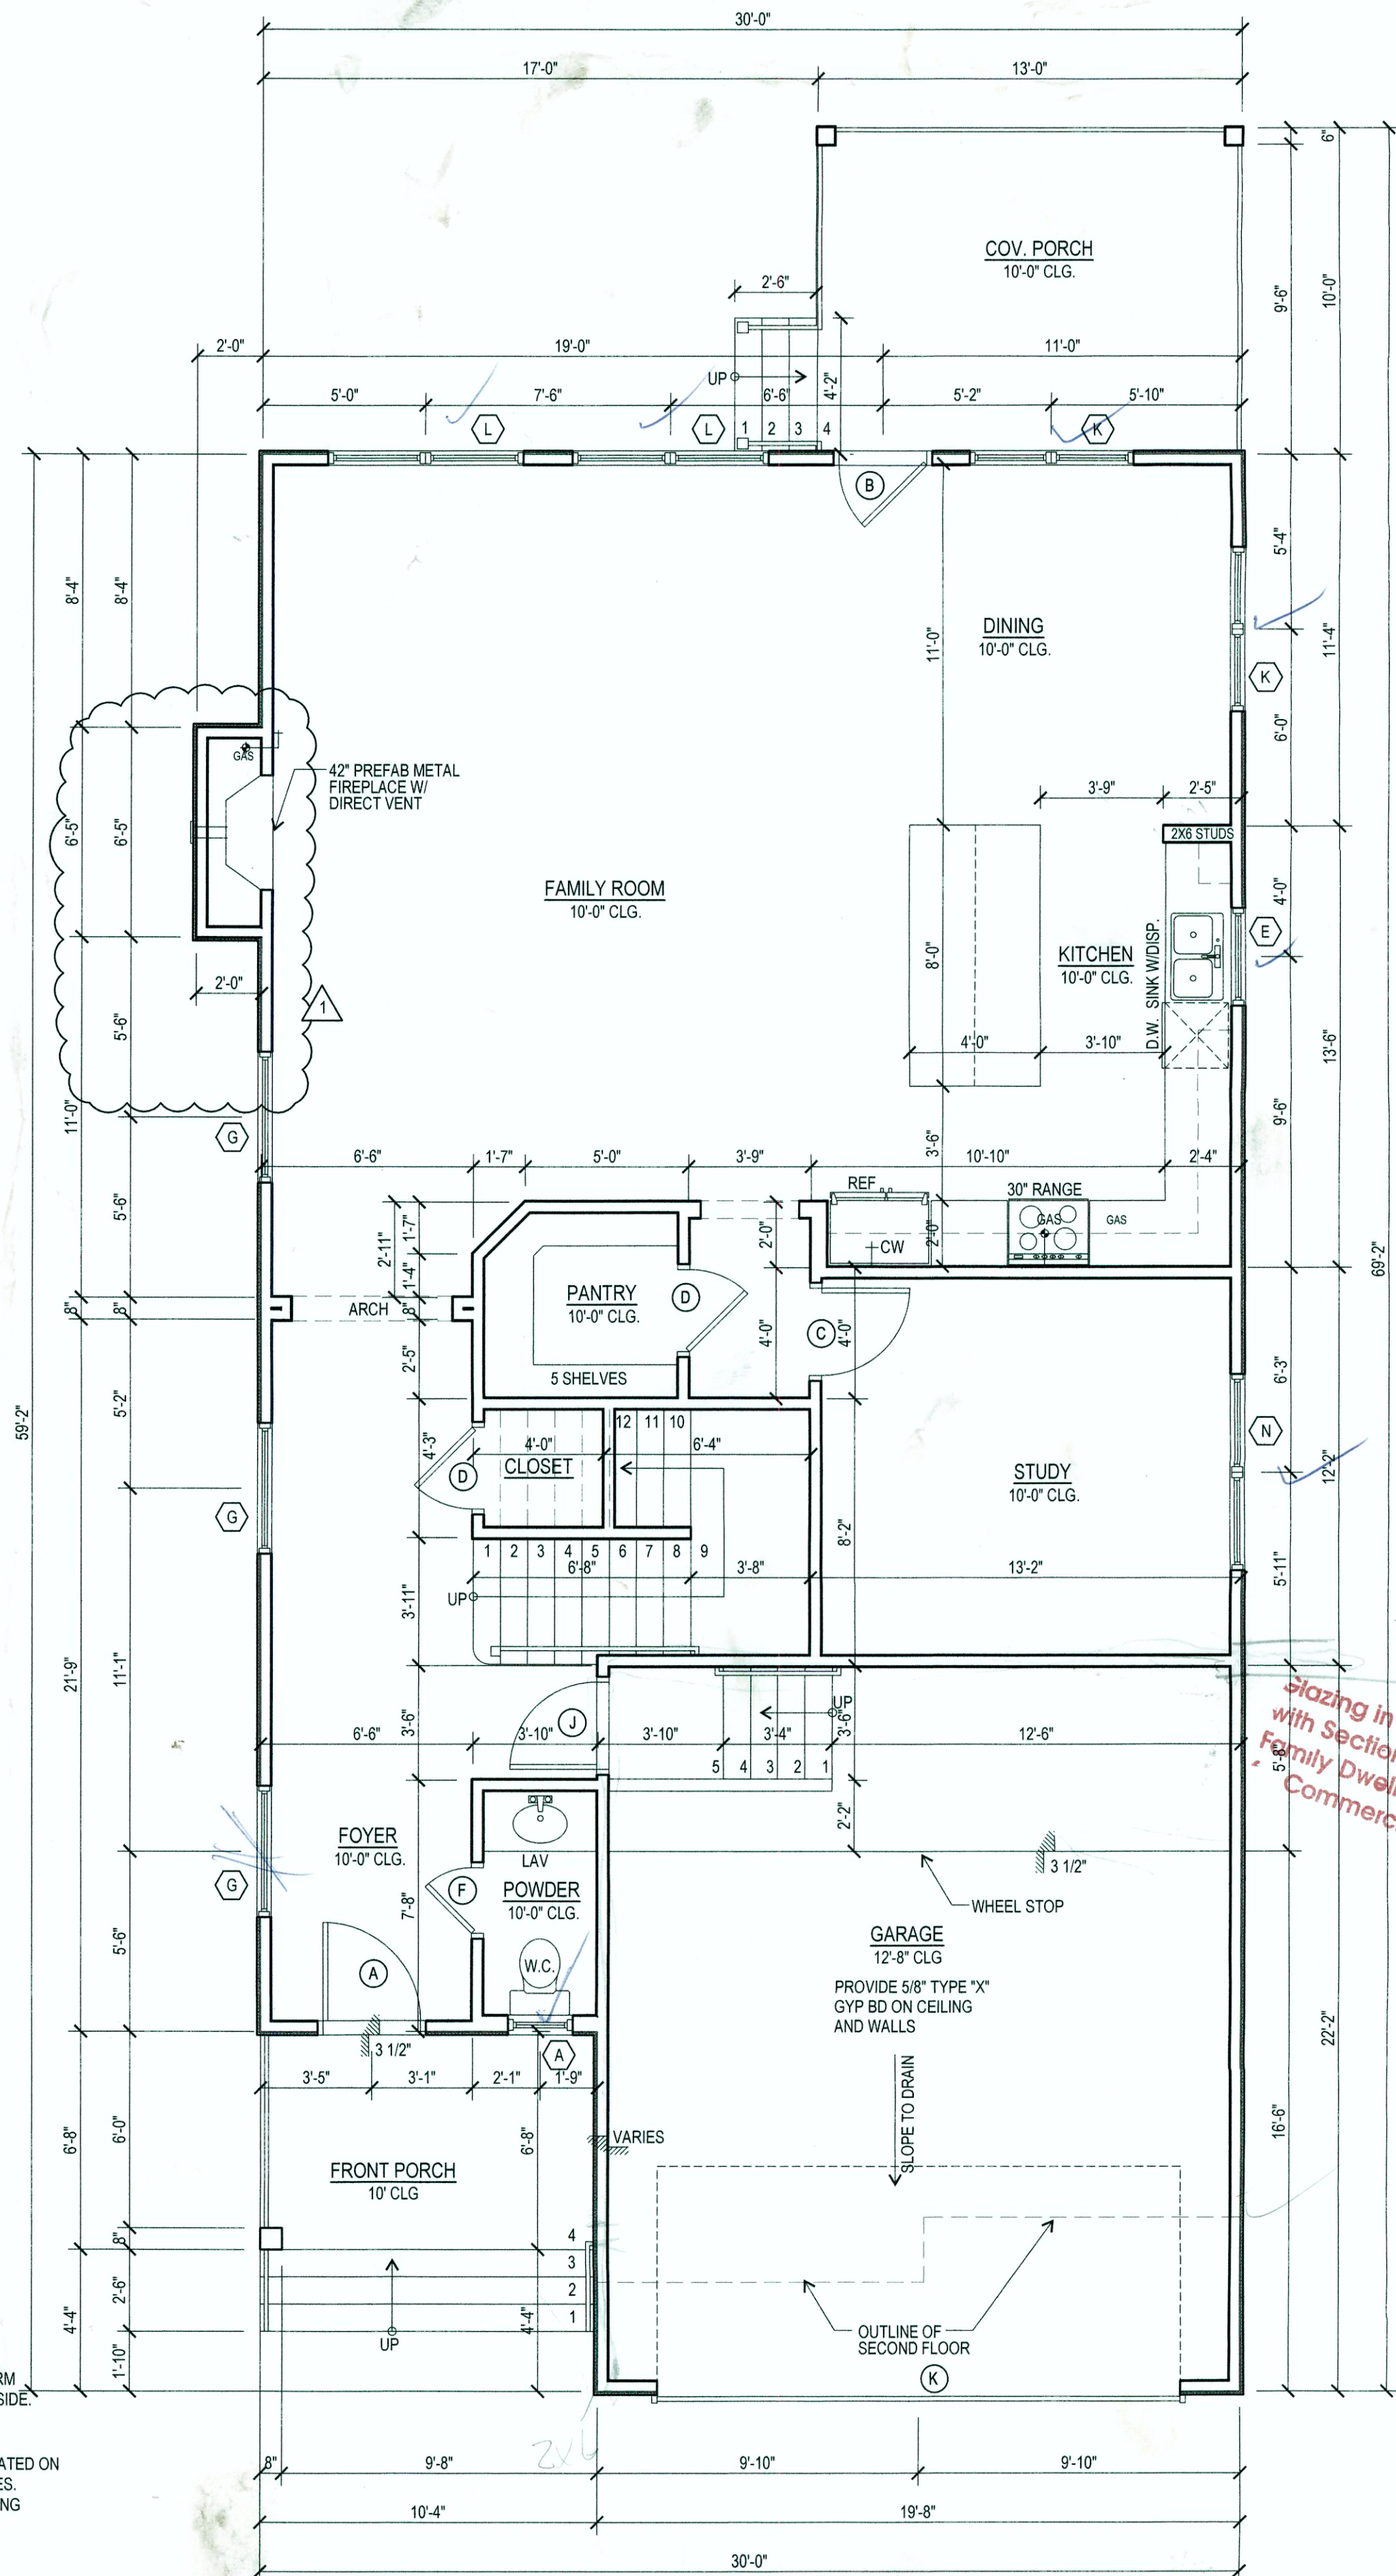 30'-0"
17'-0"
13'-0"
6"
COV. PORCH
10'-0" CLG.
9'-6"
10'-0"
2'-6"
2'-0"
19'-0"
11'-0"
UP
4'-2"
5'-0"
7'-6"
6'-6"
5'-2"
5'-10"
L
L
1 2 3 4
K
B
8'-4"
8'-4"
5'-4"
11'-4"
DINING
10'-0" CLG.
11'-0"
K
6'-0"
GAS
42" PREFAB METAL
FIREPLACE W/
DIRECT VENT
3'-9"
2'-5"
2X6 STUDS
6'-5"
6'-5"
FAMILY ROOM
10'-0" CLG.
4'-0"
E
8'-0"
KITCHEN
10'-0" CLG.
D.W. SINK W/DISP.
2'-0"
1
5'-6"
4'-0"
3'-10"
13'-6"
11'-0"
9'-6"
G
6'-6"
1'-7"
5'-0"
3'-9"
3'-6"
10'-10"
2'-4"
REF
30" RANGE
GAS
GAS
CW
2'-0"
5'-6"
2'-11"
1'-7"
1'-4"
2'-0"
69'-2"
8"
8"
ARCH
8"
PANTRY
10'-0" CLG.
D
C
4'-0"
4'-0"
2'-5"
5 SHELVES
6'-3"
59'-2"
5'-2"
12 11 10
4'-3"
4'-0"
6'-4"
D
CLOSET
N
STUDY
10'-0" CLG.
12'-2"
G
8'-2"
1 2 3 4 5 6 7 8 9
6'-8"
3'-8"
13'-2"
5'-11"
UP
3'-11"
21'-9"
11'-1"
Glazing in
with Section
Family Dwell
Commerc
UP
J
6'-6"
3'-6"
3'-10"
3'-10"
3'-4"
3'-6"
12'-6"
5'-8"
5 4 3 2 1
2'-2"
FOYER
10'-0" CLG.
LAV
3 1/2"
G
F
POWDER
10'-0" CLG.
7'-8"
WHEEL STOP
5'-6"
GARAGE
12'-8" CLG
A
W.C.
PROVIDE 5/8" TYPE "X"
GYP BD ON CEILING
AND WALLS
3 1/2"
A
22'-2"
3'-5"
3'-1"
2'-1"
1'-9"
SLOPE TO DRAIN
6'-8"
6'-0"
6'-8"
VARIES
16'-6"
FRONT PORCH
10' CLG
8"
4
3
2
1
2'-6"
4'-4"
4'-4"
UP
OUTLINE OF
SECOND FLOOR
1'-10"
K
RM
SIDE.
2X6
ATED ON
ES.
NG
8"
9'-8"
9'-10"
9'-10"
10'-4"
19'-8"
30'-0"